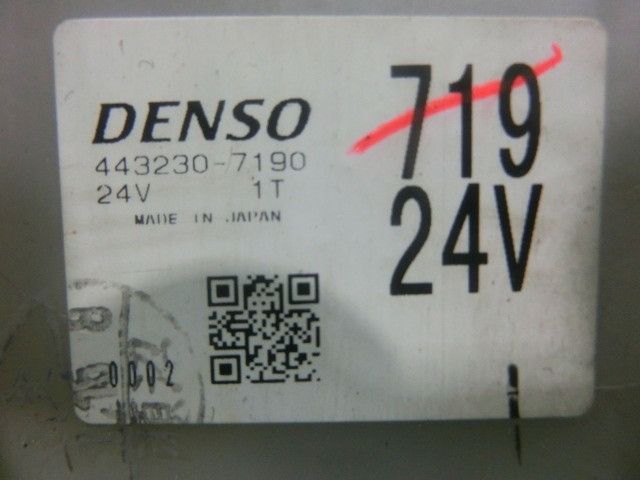 DENSO
443230-7190
24V 1T
MADE IN JAPAN
719
24V
0002